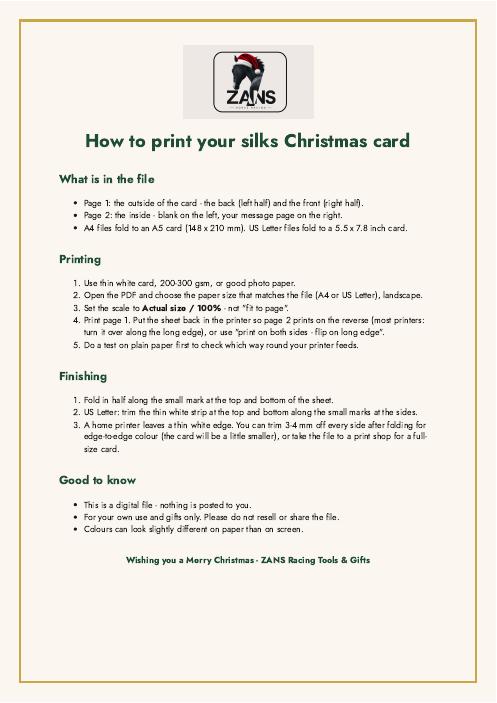 ZANS
How to print your silks Christmas card
What is in the file
• Page 1: the outside of the card - the back (left half) and the front (right half).
• Page 2: the inside - blank on the left, your message page on the right.
• A4 files fold to an A5 card (148 x 210 mm). US Letter files fold to a 5.5 x 7.8 inch card.
Printing
1. Use thin white card, 200-300 gsm, or good photo paper.
2. Open the PDF and choose the paper size that matches the file (A4 or US Letter), landscape.
3. Set the scale to Actual size / 100% - not "fit to page".
4. Print page 1. Put the sheet back in the printer so page 2 prints on the reverse (most printers:
turn it over along the long edge), or use "print on both sides - flip on long edge".
5. Do a test on plain paper first to check which way round your printer feeds.
Finishing
1. Fold in half along the small mark at the top and bottom of the sheet.
2. US Letter: trim the thin white strip at the top and bottom along the small marks at the sides.
3. A home printer leaves a thin white edge. You can trim 3-4 mm off every side after folding for
edge-to-edge colour (the card will be a little smaller), or take the file to a print shop for a full-
size card.
Good to know
• This is a digital file - nothing is posted to you.
• For your own use and gifts only. Please do not resell or share the file.
• Colours can look slightly different on paper than on screen.
Wishing you a Merry Christmas - ZANS Racing Tools & Gifts